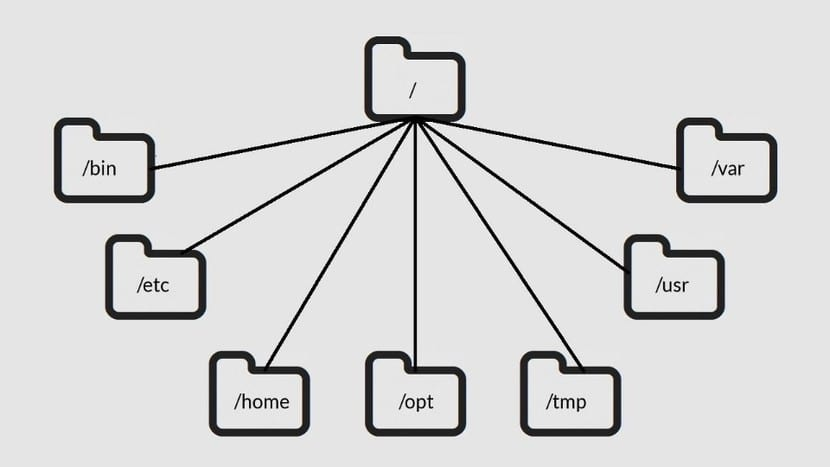 /
/bin
/var
/etc
/usr
/home
/opt
/tmp